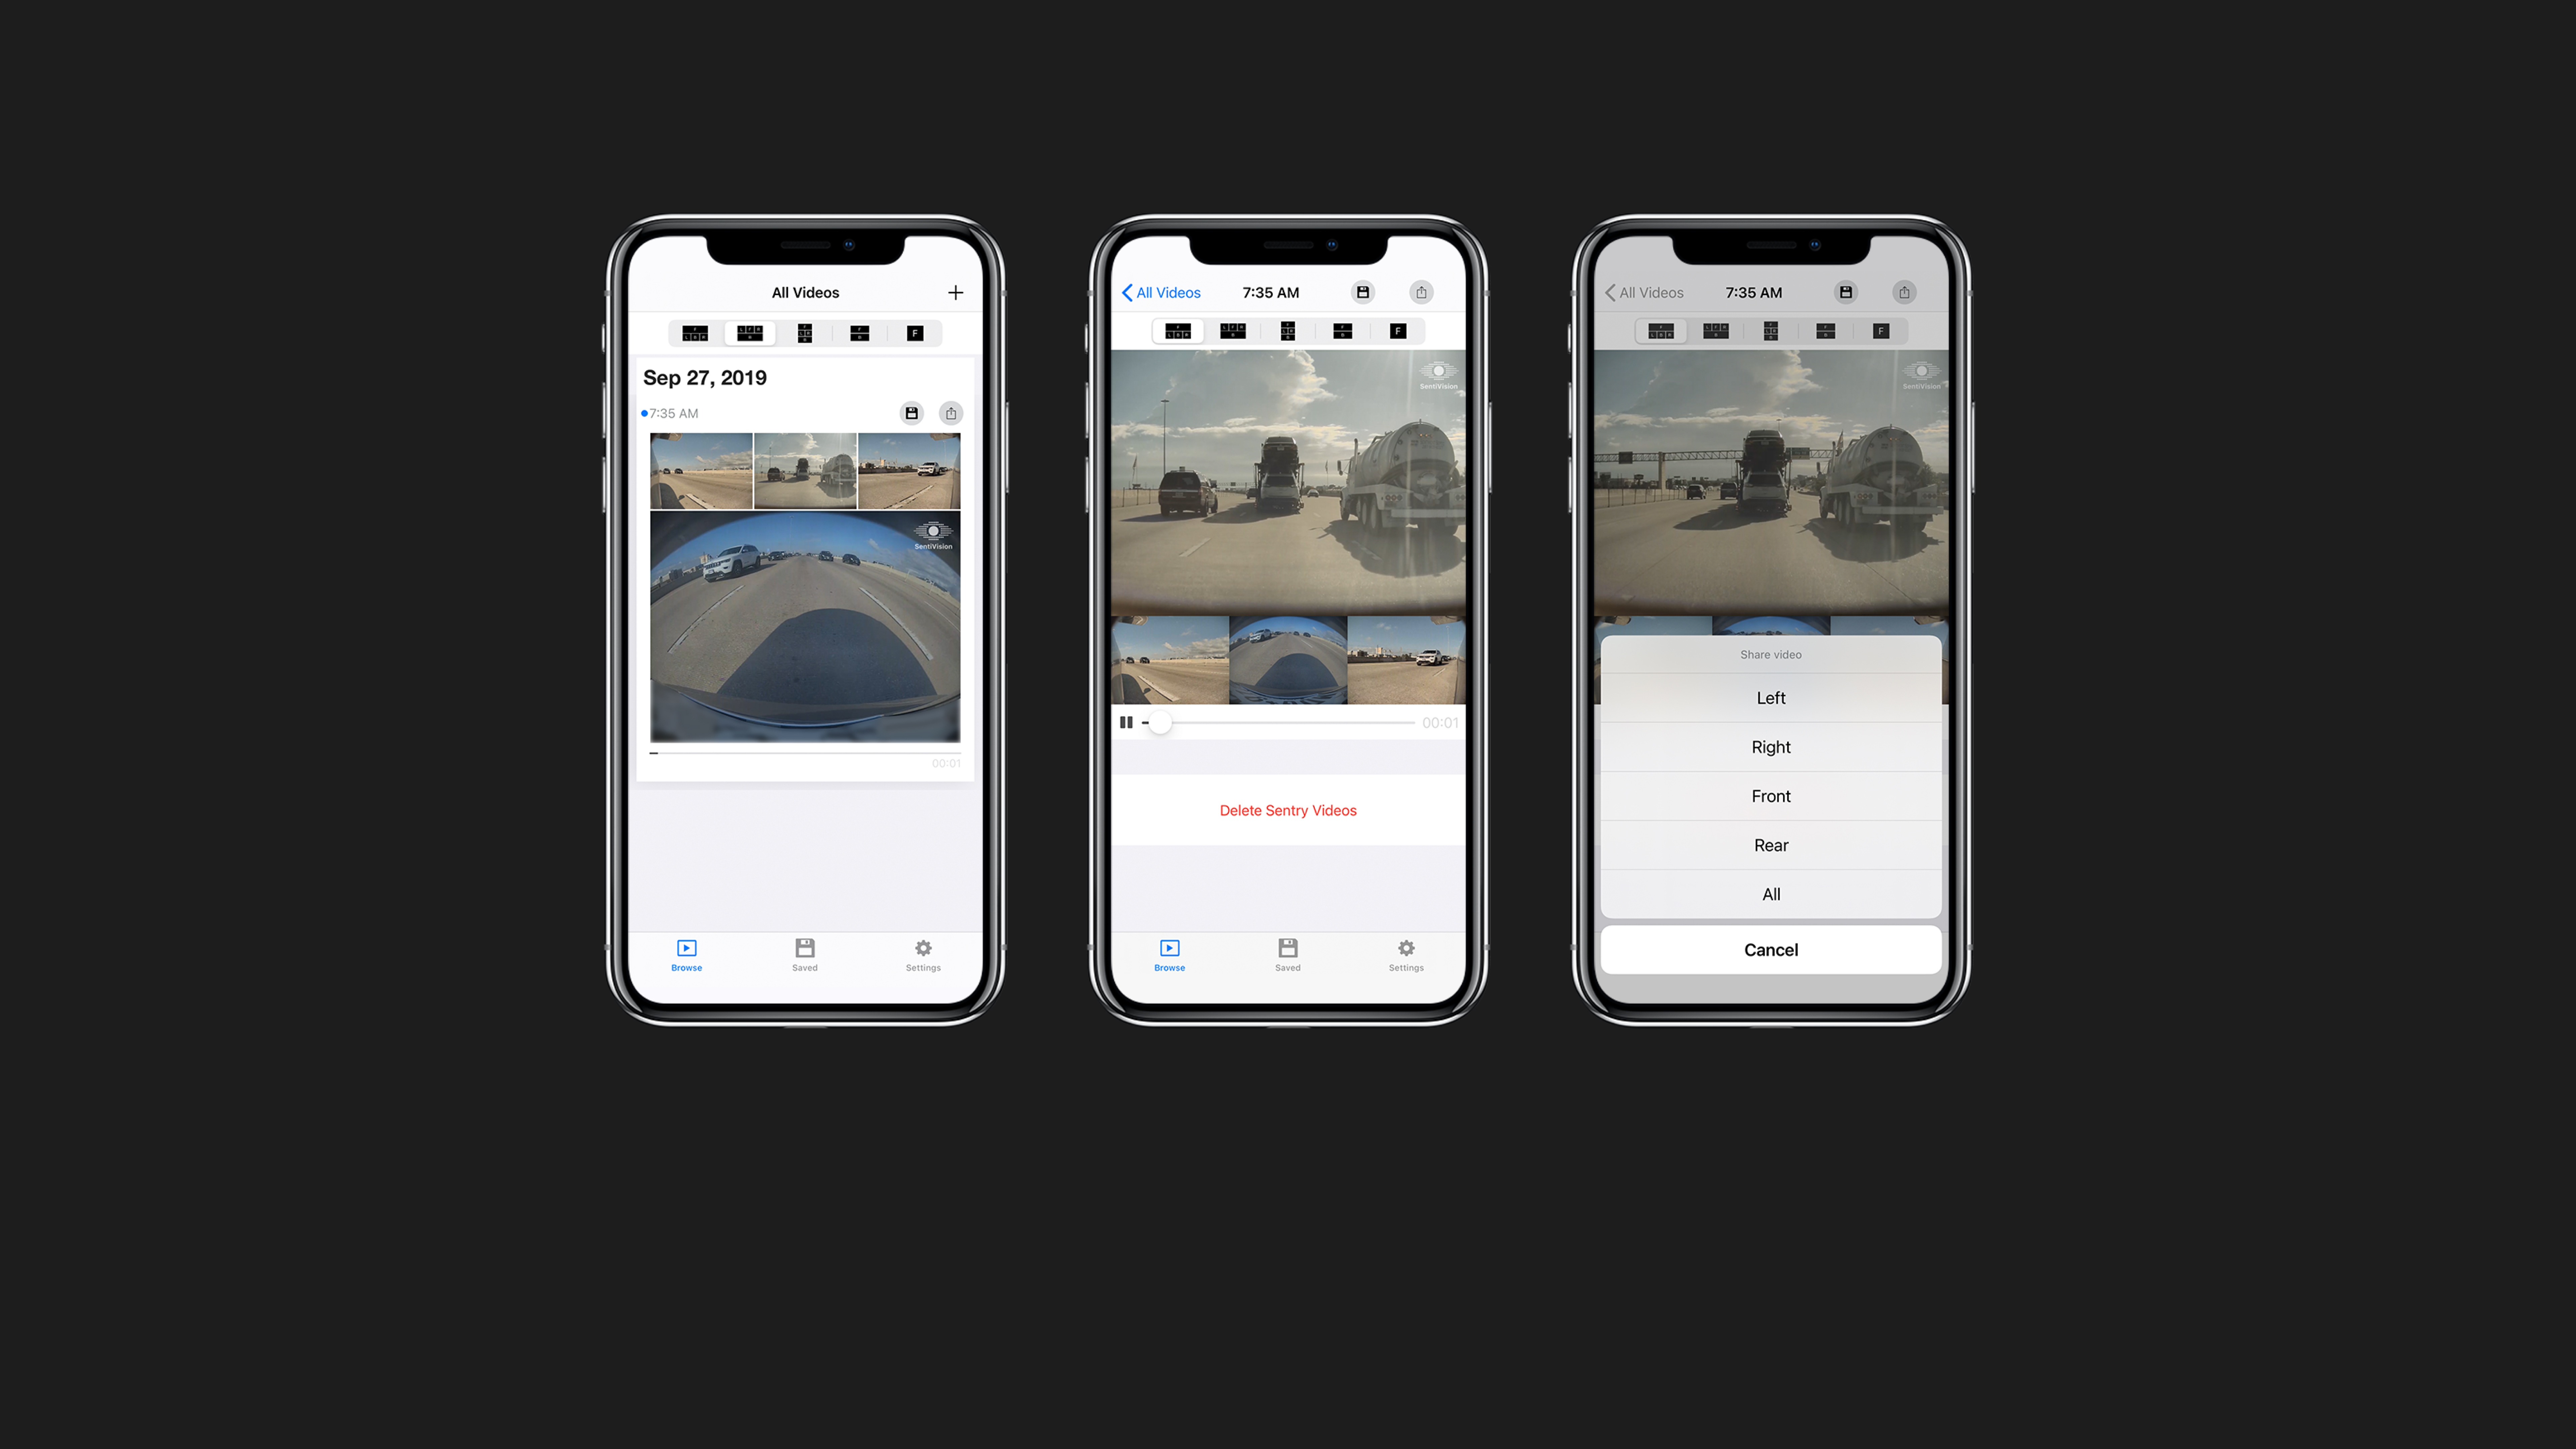 All Videos
F
L B R
L F R
B
F
L R
B
F
B
F
Sep 27, 2019
7:35 AM
SentiVision
00:01
Browse
Saved
Settings
All Videos
7:35 AM
F
L B R
L F R
B
F
L R
B
F
B
F
SentiVision
00:01
Delete Sentry Videos
Browse
Saved
Settings
All Videos
7:35 AM
F
L B R
L F R
B
F
L R
B
F
B
F
SentiVision
Share video
Left
Right
Front
Rear
All
Cancel